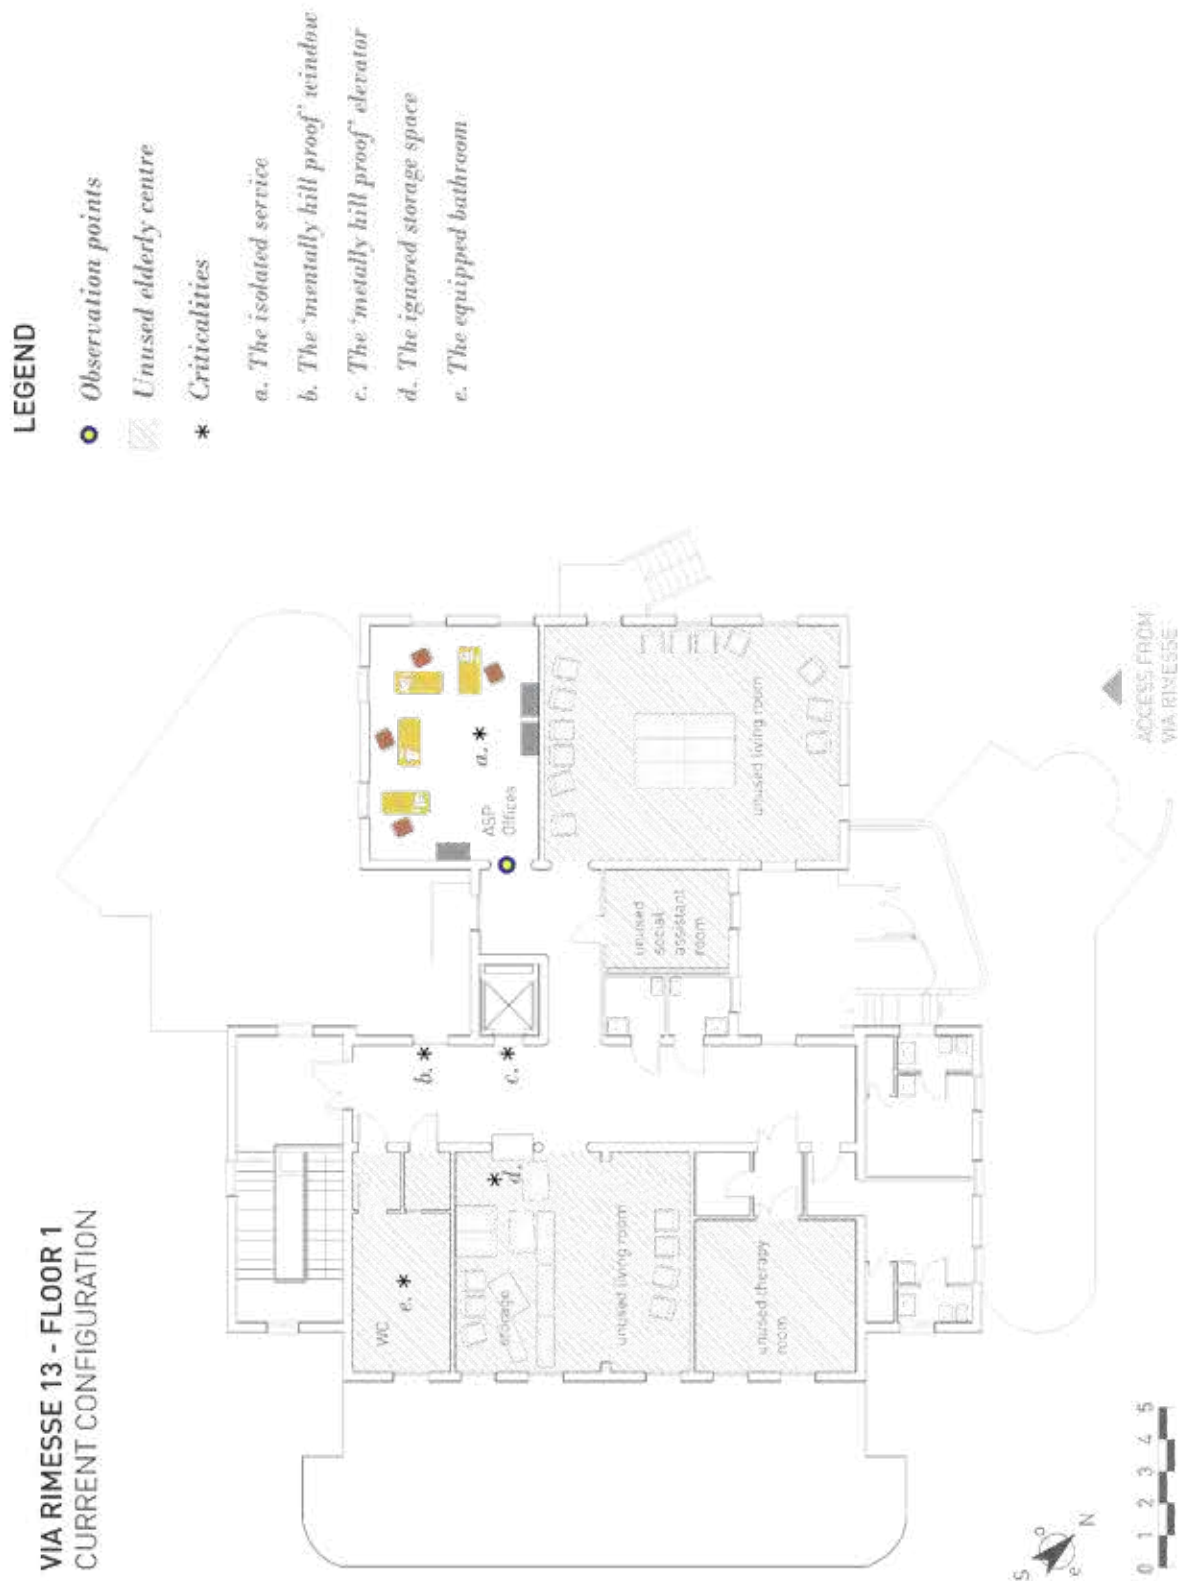 VIA RIMESSE 13 - FLOOR 1
CURRENT CONFIGURATION
LEGEND
Observation points
Unused elderly centre
* Criticalities
a. The isolated service
b. The 'mentally hill proof' window
c. The 'metally hill proof' elevator
d. The ignored storage space
e. The equipped bathroom
WC
e. *
b. *
c. *
* d.
storage
unused living room
unused therapy
room
ASP
Offices
a. *
unused
social
assistant
room
unused living room
ACCESS FROM
VIA RIMESSE
S
o
e
N
0 1 2 3 4 5